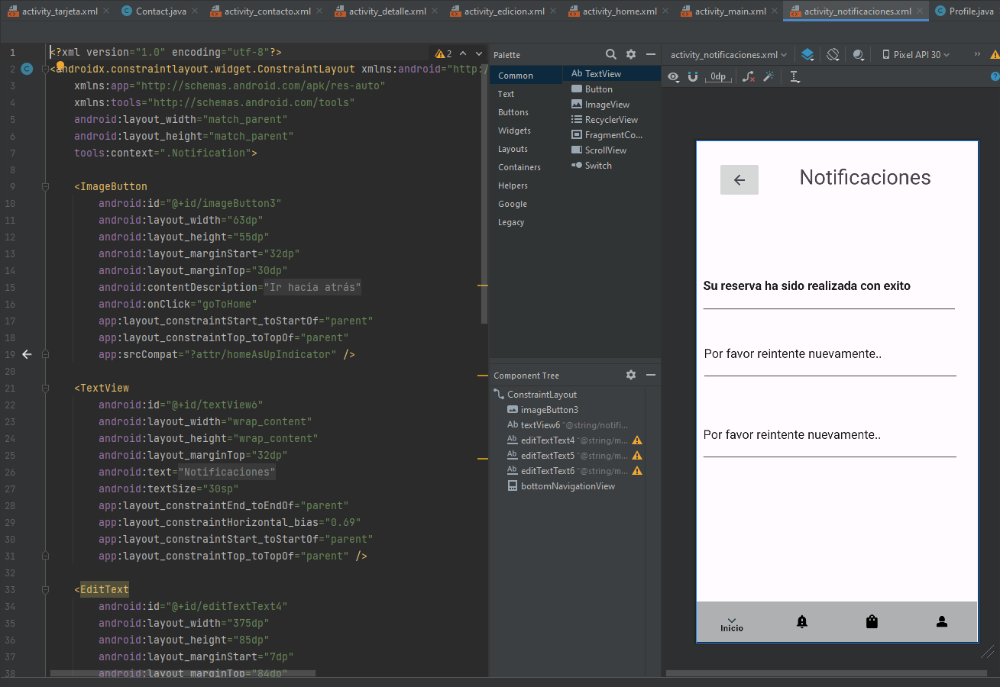 activity_tarjeta.xml Contact.java activity_contacto.xml activity_detalle.xml activity_edicion.xml activity_home.xml activity_main.xml activity_notificaciones.xml Profile.java
1 <?xml version="1.0" encoding="utf-8"?> 2
2 <androidx.constraintlayout.widget.ConstraintLayout xmlns:android="http:/
3 xmlns:app="http://schemas.android.com/apk/res-auto"
4 xmlns:tools="http://schemas.android.com/tools"
5 android:layout_width="match_parent"
6 android:layout_height="match_parent"
7 tools:context=".Notification">
8
9 <ImageButton
10 android:id="@+id/imageButton3"
11 android:layout_width="63dp"
12 android:layout_height="55dp"
13 android:layout_marginStart="32dp"
14 android:layout_marginTop="30dp"
15 android:contentDescription="Ir hacia atrás"
16 android:onClick="goToHome"
17 app:layout_constraintStart_toStartOf="parent"
18 app:layout_constraintTop_toTopOf="parent"
19 app:srcCompat="?attr/homeAsUpIndicator" />
20
21 <TextView
22 android:id="@+id/textView6"
23 android:layout_width="wrap_content"
24 android:layout_height="wrap_content"
25 android:layout_marginTop="32dp"
26 android:text="Notificaciones"
27 android:textSize="30sp"
28 app:layout_constraintEnd_toEndOf="parent"
29 app:layout_constraintHorizontal_bias="0.69"
30 app:layout_constraintStart_toStartOf="parent"
31 app:layout_constraintTop_toTopOf="parent" />
32
33 <EditText
34 android:id="@+id/editTextText4"
35 android:layout_width="375dp"
36 android:layout_height="85dp"
37 android:layout_marginStart="7dp"
38 android:layout_marginTop="84dp"
Palette
Common
Text
Buttons
Widgets
Layouts
Containers
Helpers
Google
Legacy
Ab TextView
Button
ImageView
RecyclerView
FragmentCo...
ScrollView
Switch
Component Tree
ConstraintLayout
imageButton3
Ab textView6 "@string/notifi...
Ab editTextText4 "@string/m...
Ab editTextText5 "@string/m...
Ab editTextText6 "@string/m...
bottomNavigationView
activity_notificaciones.xml Pixel API 30 »
0dp
Notificaciones
Su reserva ha sido realizada con exito
Por favor reintente nuevamente..
Por favor reintente nuevamente..
Inicio